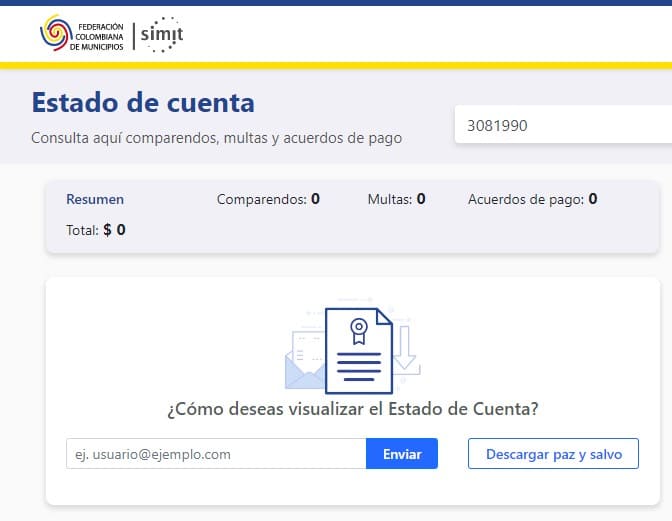 FEDERACIÓN
COLOMBIANA
DE MUNICIPIOS
simit
Estado de cuenta
Consulta aquí comparendos, multas y acuerdos de pago
3081990
Resumen
Comparendos: 0
Multas: 0
Acuerdos de pago: 0
Total: $ 0
¿Cómo deseas visualizar el Estado de Cuenta?
ej. usuario@ejemplo.com
Enviar
Descargar paz y salvo